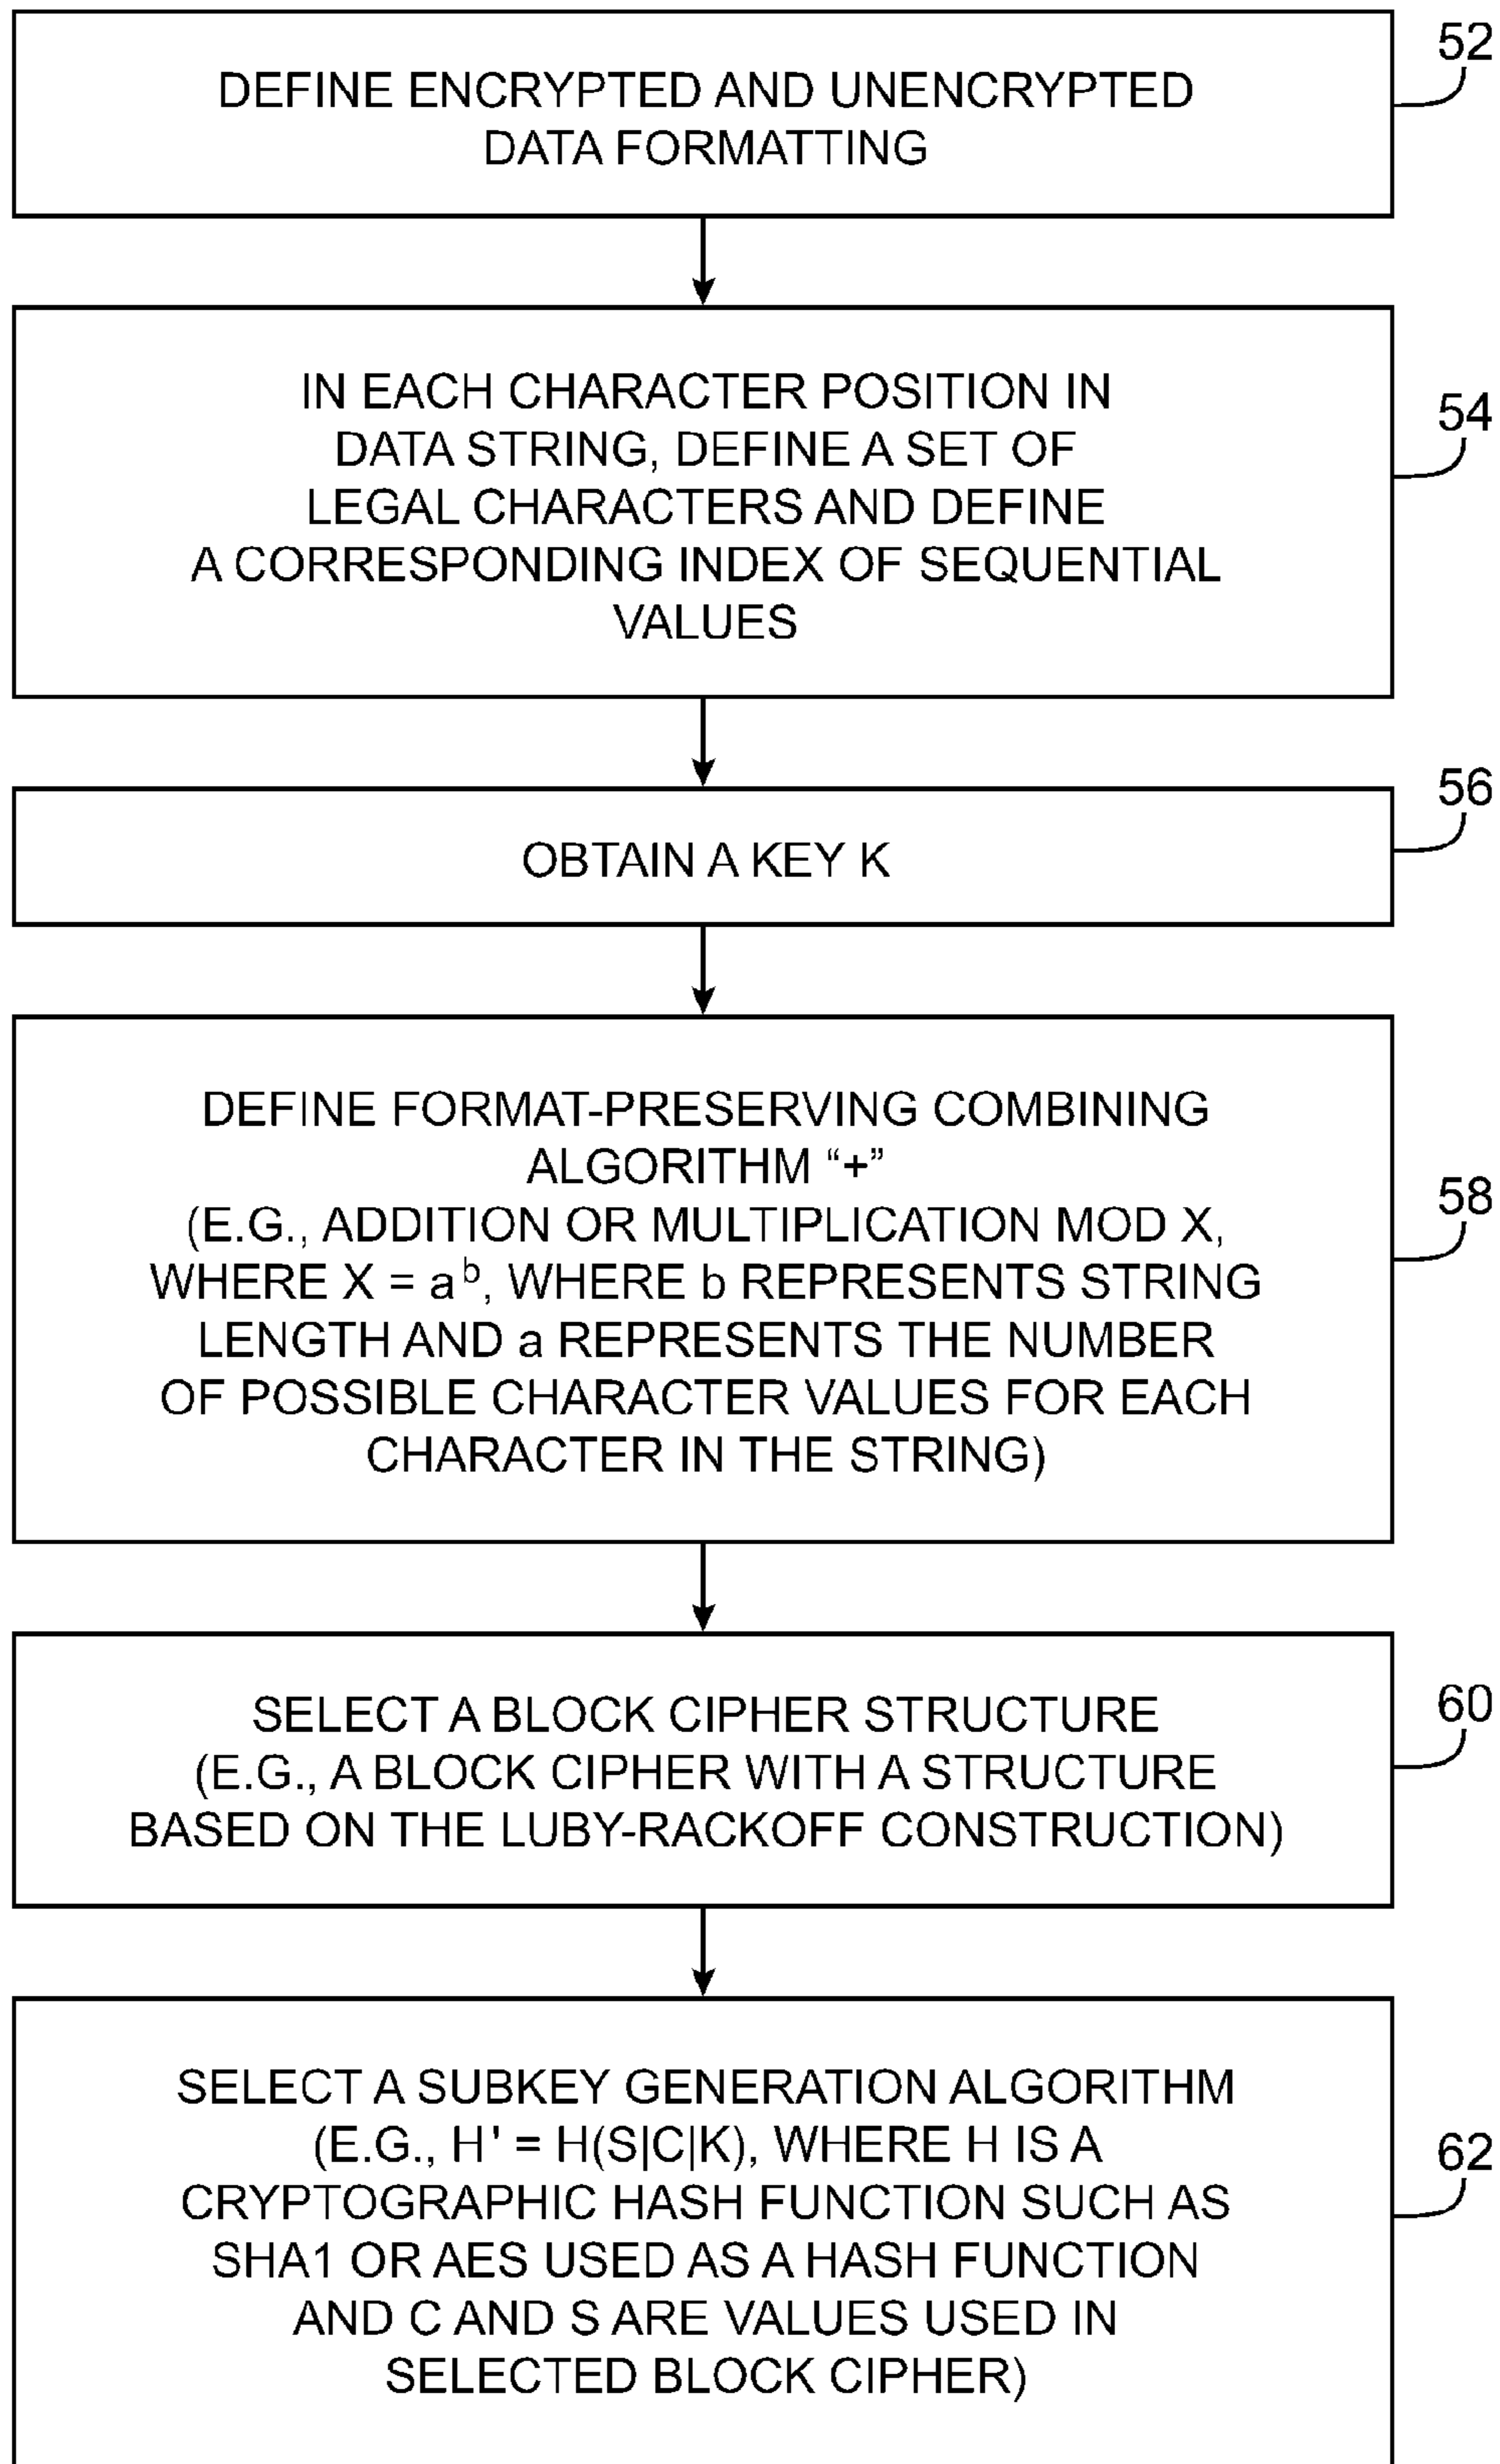 52
DEFINE ENCRYPTED AND UNENCRYPTED
DATA FORMATTING
54
IN EACH CHARACTER POSITION IN
DATA STRING, DEFINE A SET OF
LEGAL CHARACTERS AND DEFINE
A CORRESPONDING INDEX OF SEQUENTIAL
VALUES
56
OBTAIN A KEY K
58
DEFINE FORMAT-PRESERVING COMBINING
ALGORITHM “+”
(E.G., ADDITION OR MULTIPLICATION MOD X,
WHERE X = a^b, WHERE b REPRESENTS STRING
LENGTH AND a REPRESENTS THE NUMBER
OF POSSIBLE CHARACTER VALUES FOR EACH
CHARACTER IN THE STRING)
60
SELECT A BLOCK CIPHER STRUCTURE
(E.G., A BLOCK CIPHER WITH A STRUCTURE
BASED ON THE LUBY-RACKOFF CONSTRUCTION)
62
SELECT A SUBKEY GENERATION ALGORITHM
(E.G., H' = H(S|C|K), WHERE H IS A
CRYPTOGRAPHIC HASH FUNCTION SUCH AS
SHA1 OR AES USED AS A HASH FUNCTION
AND C AND S ARE VALUES USED IN
SELECTED BLOCK CIPHER)